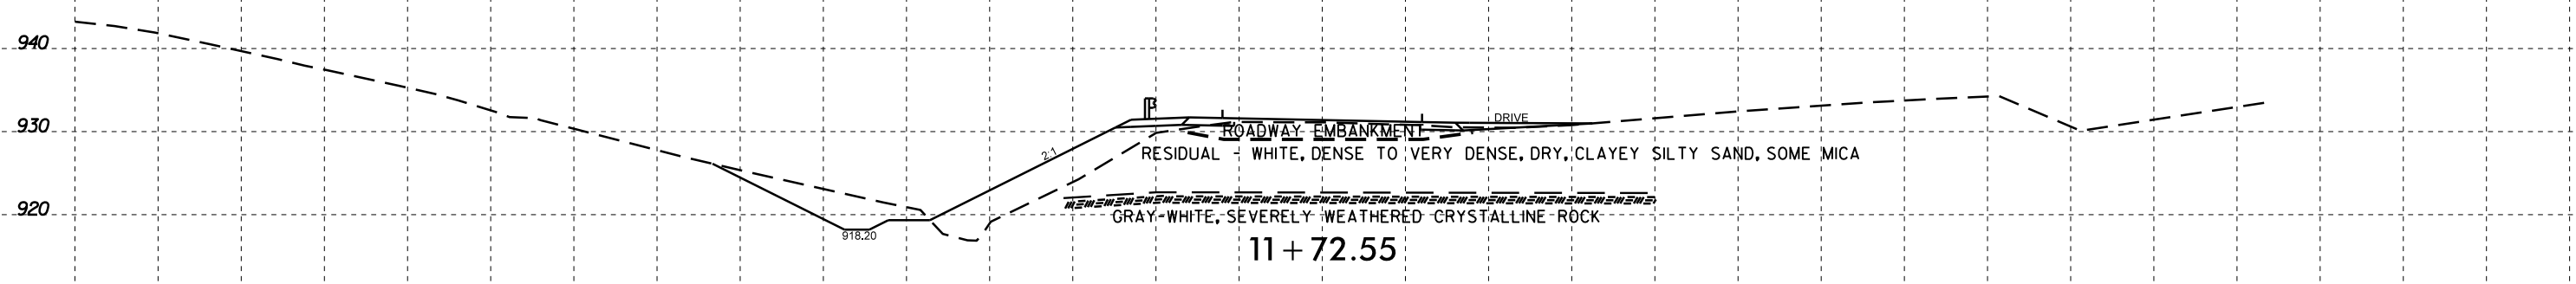 940
930
920
DRIVE
ROADWAY EMBANKMENT
2:1
RESIDUAL - WHITE, DENSE TO VERY DENSE, DRY, CLAYEY SILTY SAND, SOME MICA
GRAY-WHITE, SEVERELY WEATHERED CRYSTALLINE ROCK
918.20
11+72.55